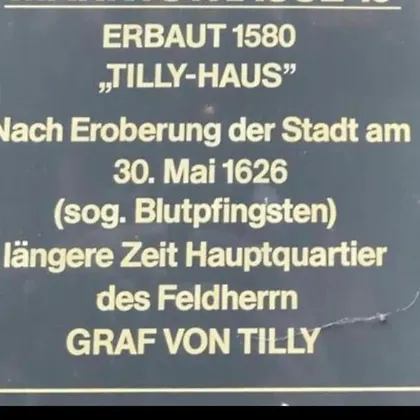 ERBAUT 1580
„TILLY-HAUS”
Nach Eroberung der Stadt am
30. Mai 1626
(sog. Blutpfingsten)
längere Zeit Hauptquartier
des Feldherrn
GRAF VON TILLY